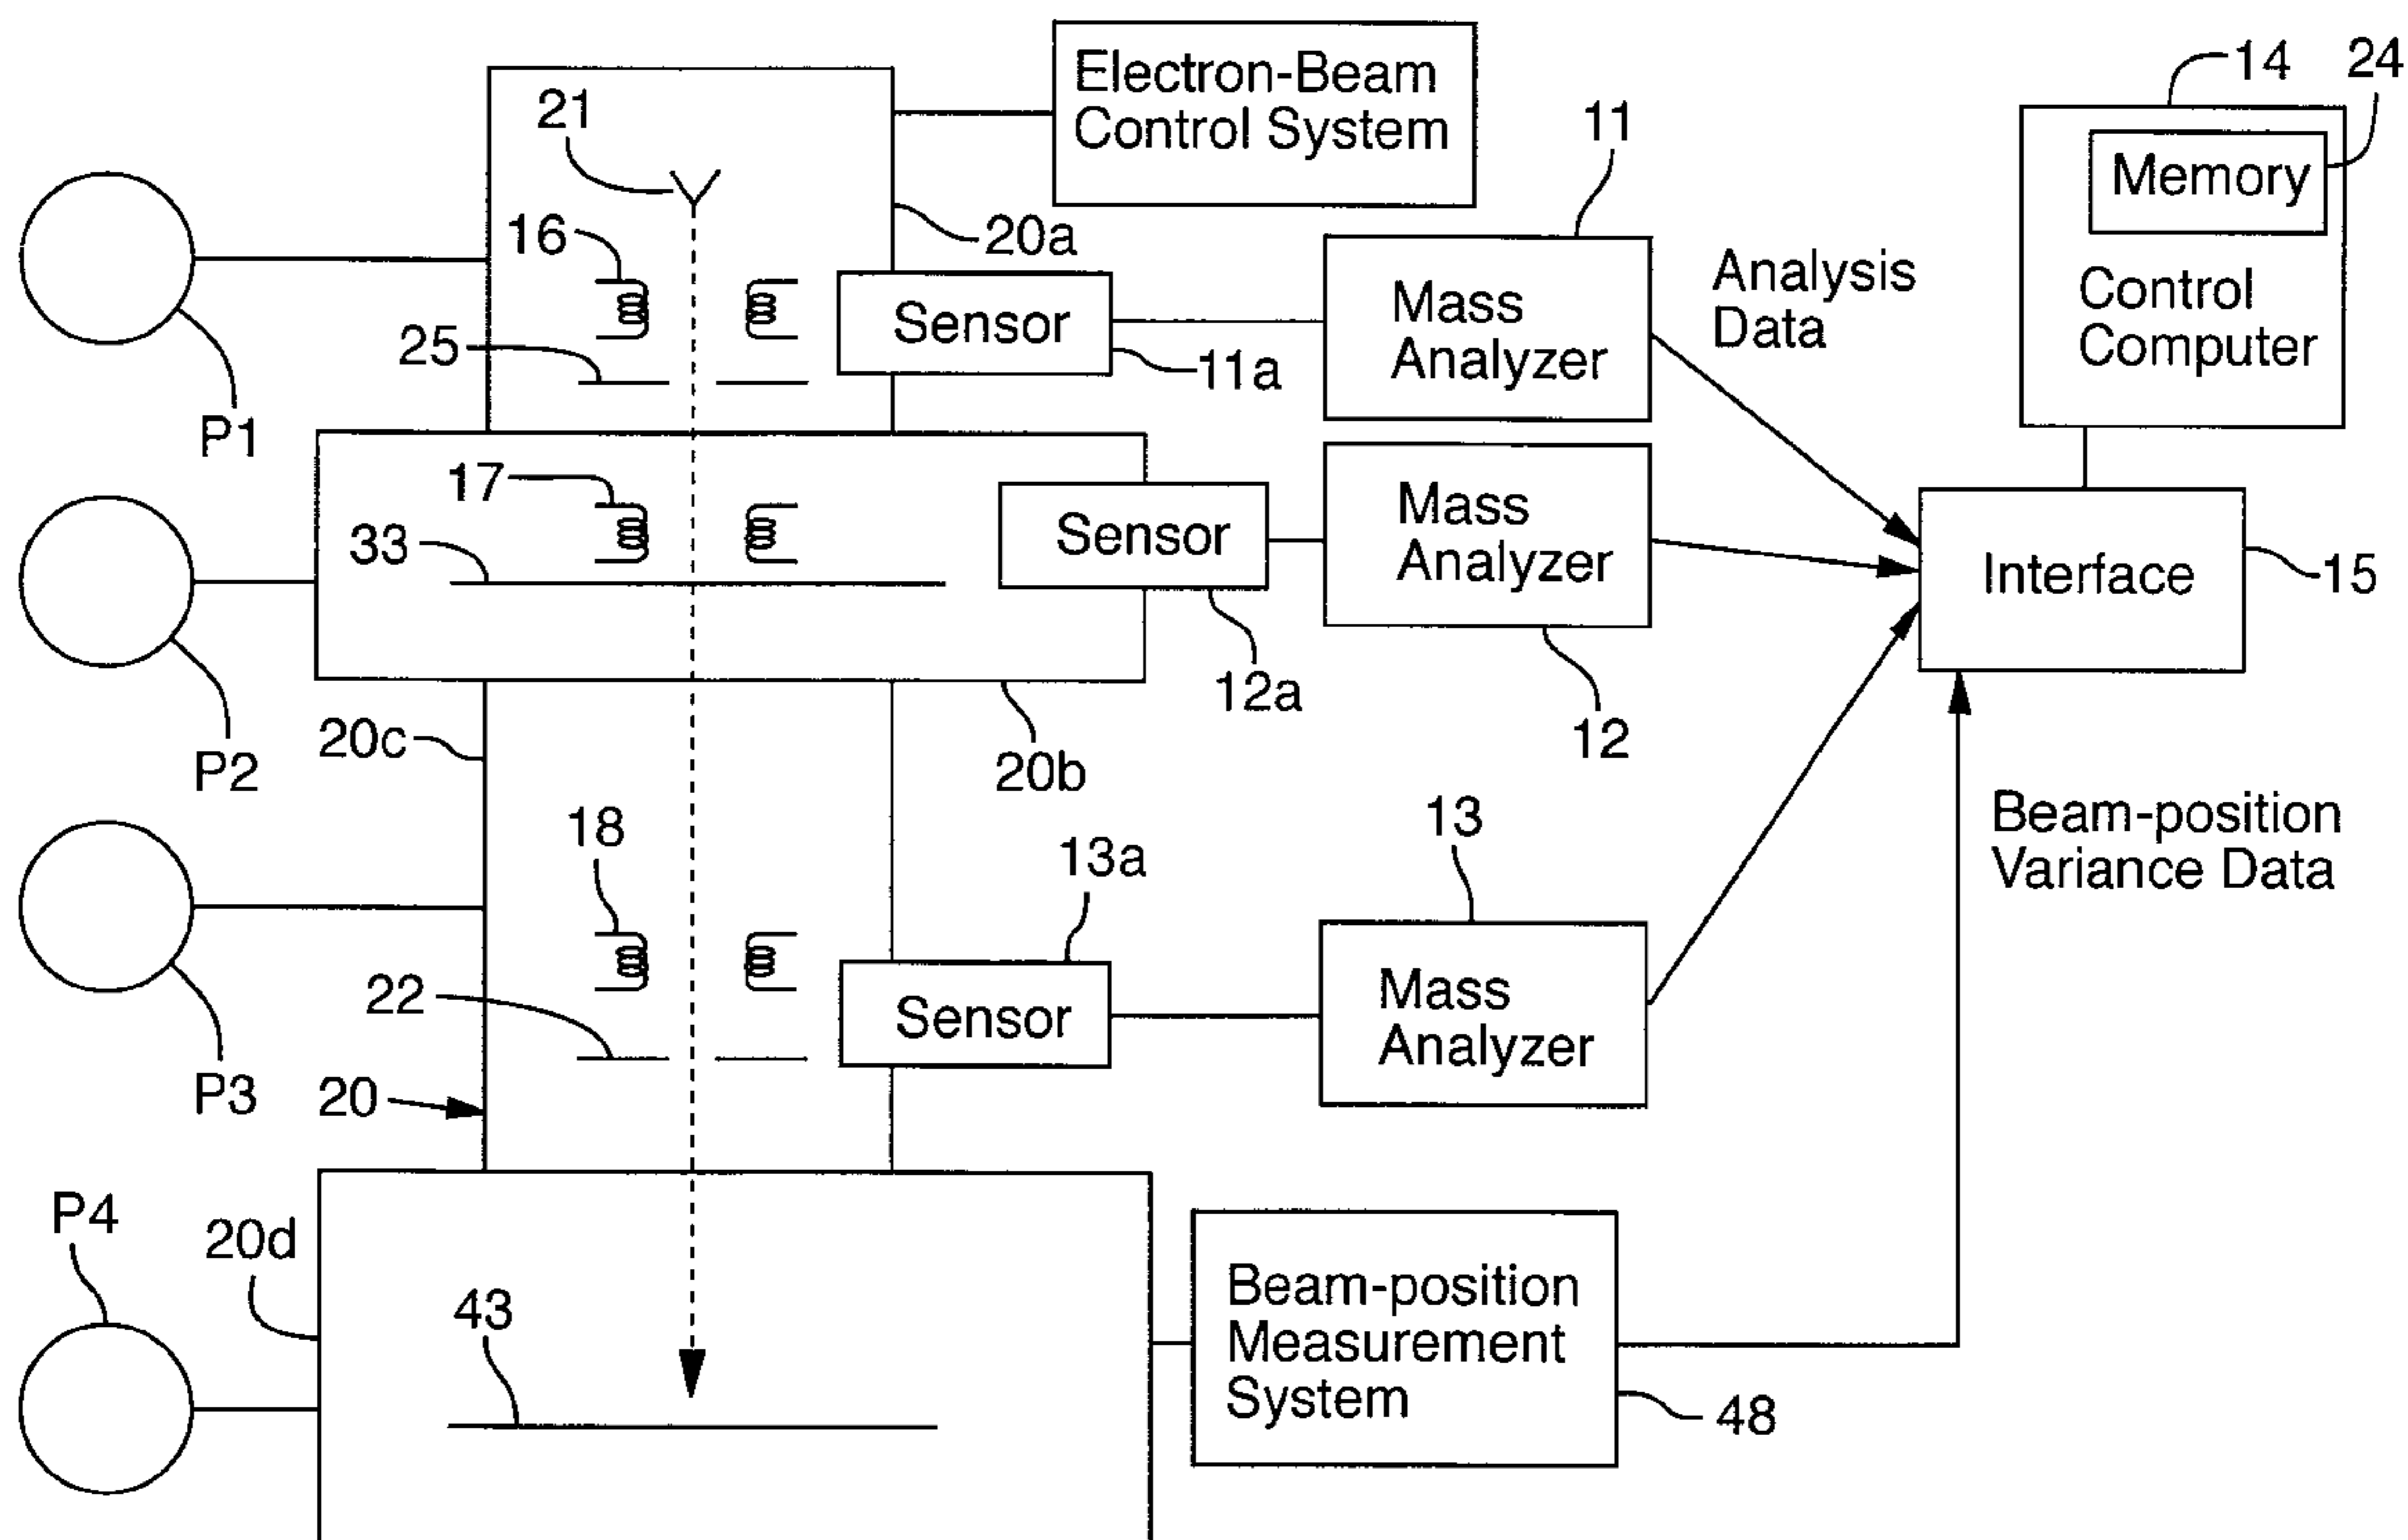 Electron-Beam
Control System
14
24
21
11
Memory
16
20a
Analysis
Data
Mass
Analyzer
Control
Computer
Sensor
25
11a
P1
17
Mass
Analyzer
33
Sensor
Interface
15
12a
12
20c
P2
20b
18
13
Beam-position
Variance Data
13a
22
Sensor
Mass
Analyzer
P3
20
P4
20d
43
Beam-position
Measurement
System
48